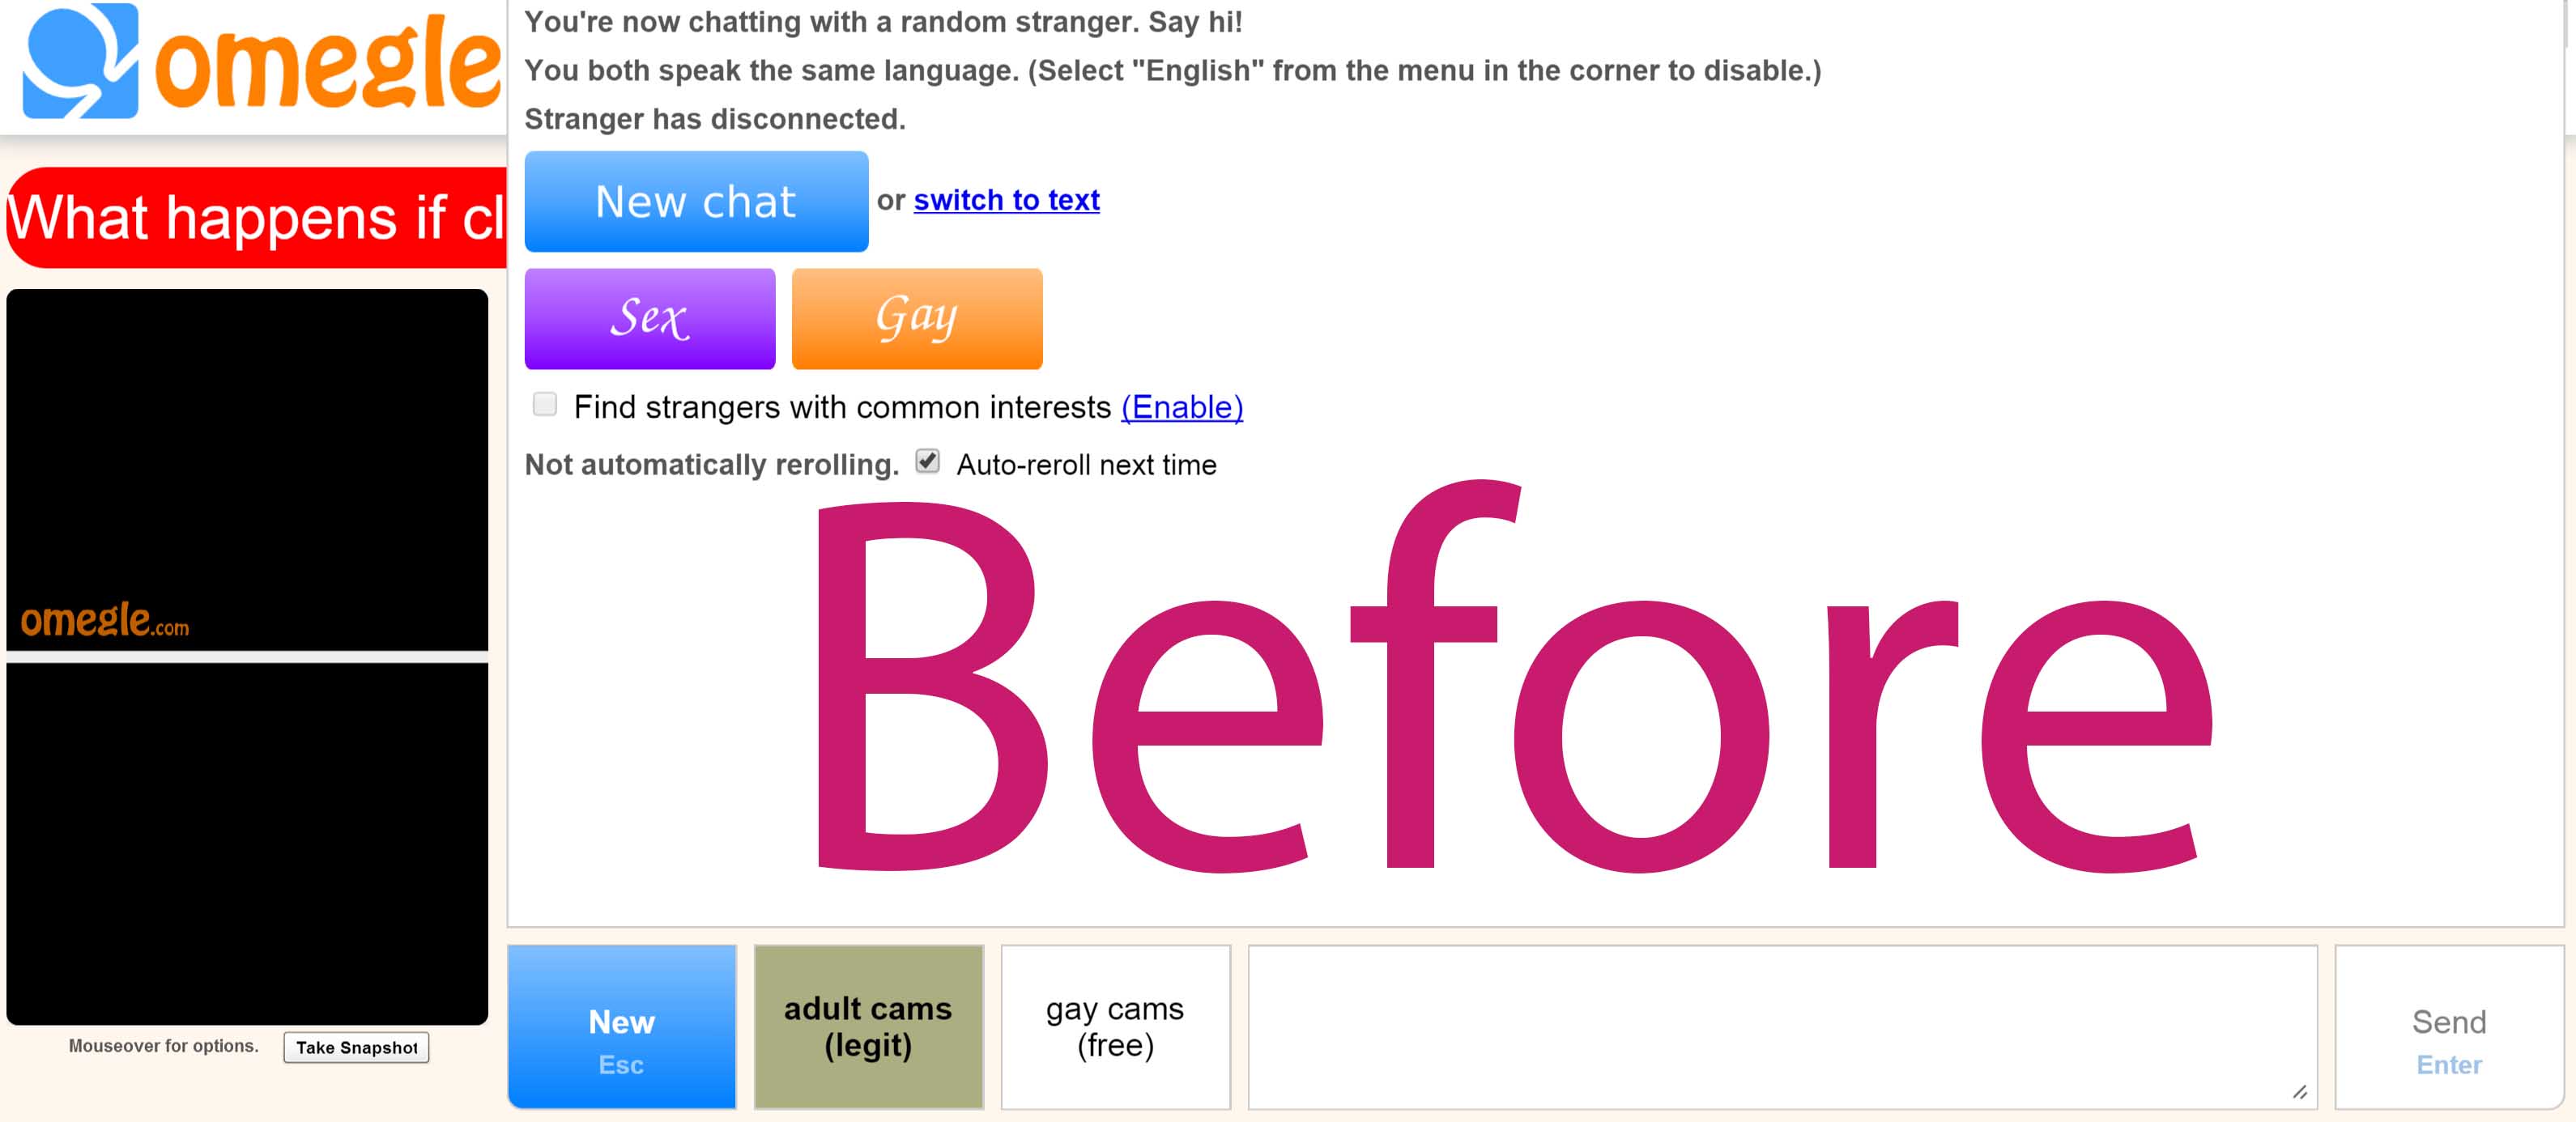 omegle
You're now chatting with a random stranger. Say hi!
You both speak the same language. (Select "English" from the menu in the corner to disable.)
Stranger has disconnected.
What happens if cl
New chat or switch to text
Sex Gay
Find strangers with common interests (Enable)
Not automatically rerolling. Auto-reroll next time
Before
omegle.com
Mouseover for options. Take Snapshot
New
Esc
adult cams
(legit)
gay cams
(free)
Send
Enter